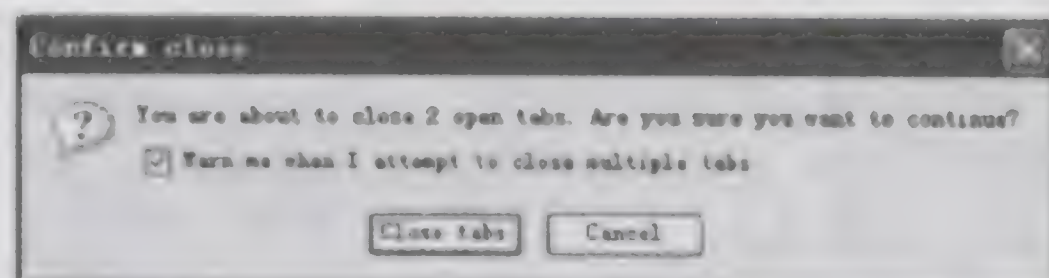 Confirm close
You are about to close 2 open tabs. Are you sure you want to continue?
Warn me when I attempt to close multiple tabs
Close tabs
Cancel